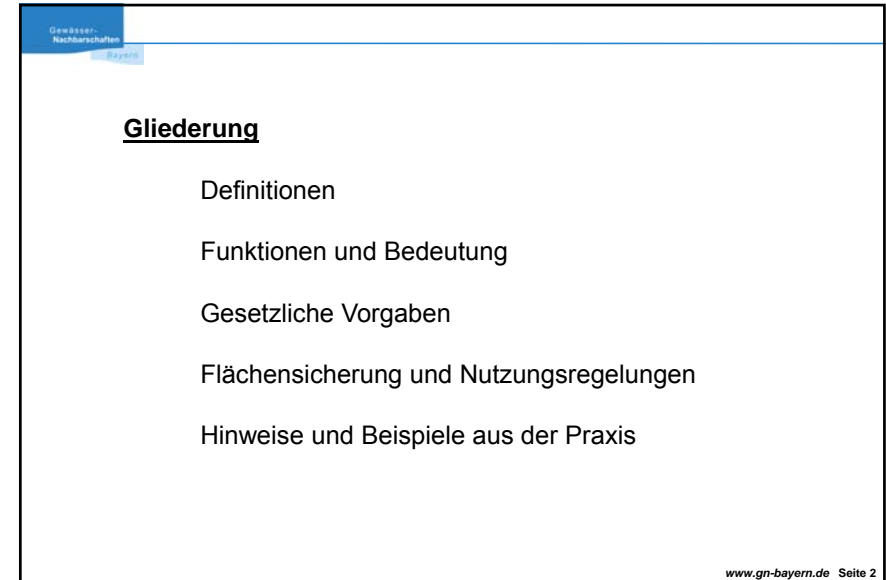 Gewässer-
Nachbarschaften
Bayern
Gliederung
Definitionen
Funktionen und Bedeutung
Gesetzliche Vorgaben
Flächensicherung und Nutzungsregelungen
Hinweise und Beispiele aus der Praxis
www.gn-bayern.de Seite 2